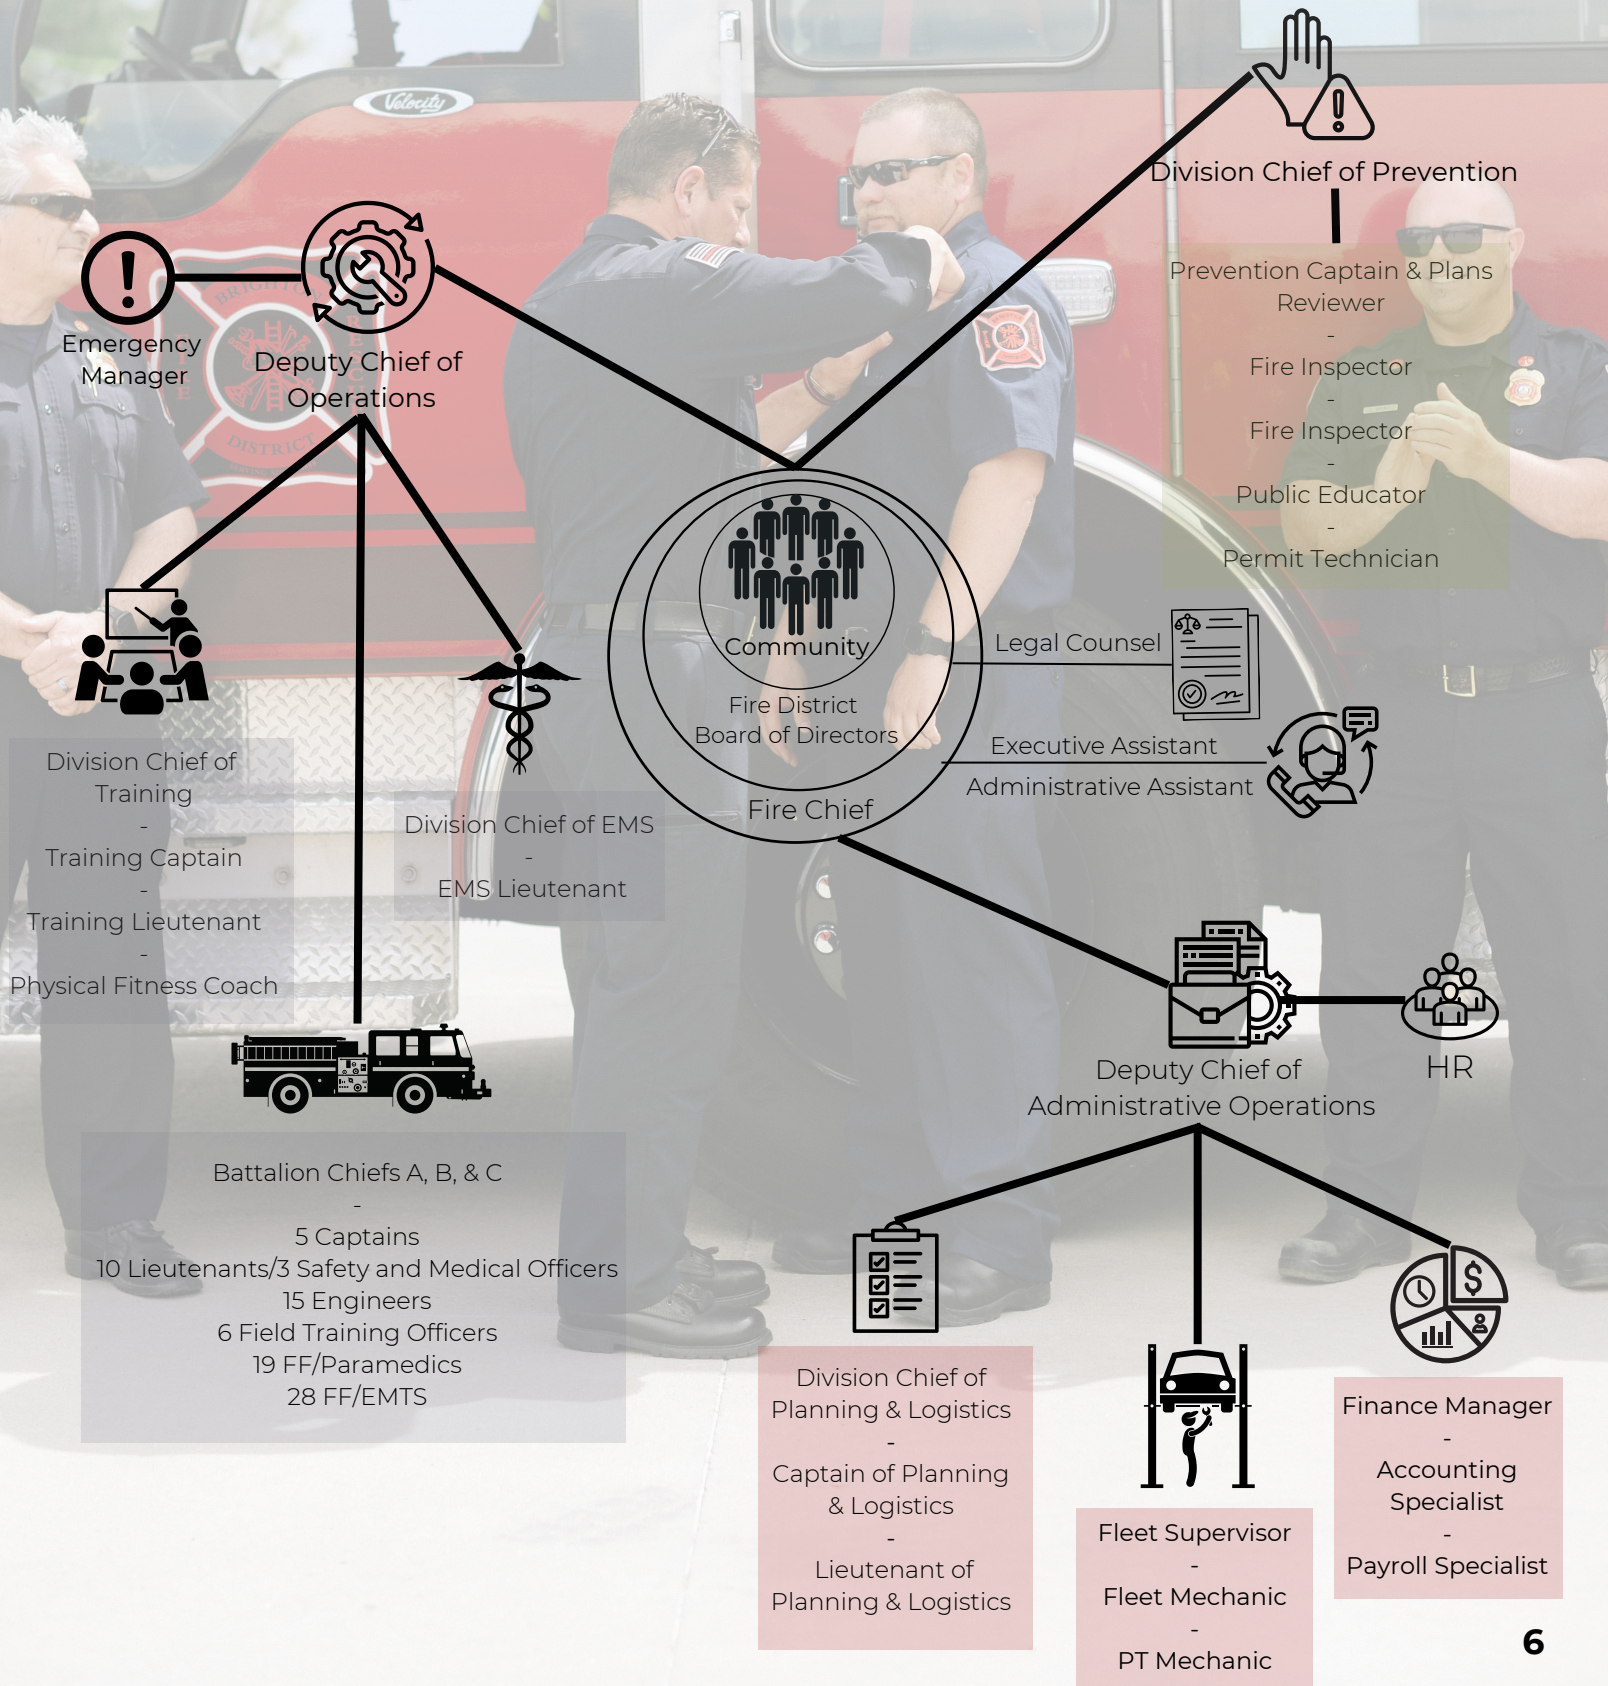 Velocity
Division Chief of Prevention
Prevention Captain & Plans
Reviewer
-
Fire Inspector
-
Fire Inspector
-
Public Educator
-
Permit Technician
BRIGHTON
FIRE
RESCUE
DISTRICT
Emergency
Manager
Deputy Chief of
Operations
Community
Fire District
Board of Directors
Fire Chief
Legal Counsel
Executive Assistant
Administrative Assistant
Division Chief of
Training
-
Training Captain
-
Training Lieutenant
-
Physical Fitness Coach
Division Chief of EMS
-
EMS Lieutenant
Battalion Chiefs A, B, & C
-
5 Captains
10 Lieutenants/3 Safety and Medical Officers
15 Engineers
6 Field Training Officers
19 FF/Paramedics
28 FF/EMTS
Deputy Chief of
Administrative Operations
HR
Division Chief of
Planning & Logistics
-
Captain of Planning
& Logistics
-
Lieutenant of
Planning & Logistics
Fleet Supervisor
-
Fleet Mechanic
-
PT Mechanic
$
Finance Manager
-
Accounting
Specialist
-
Payroll Specialist
6